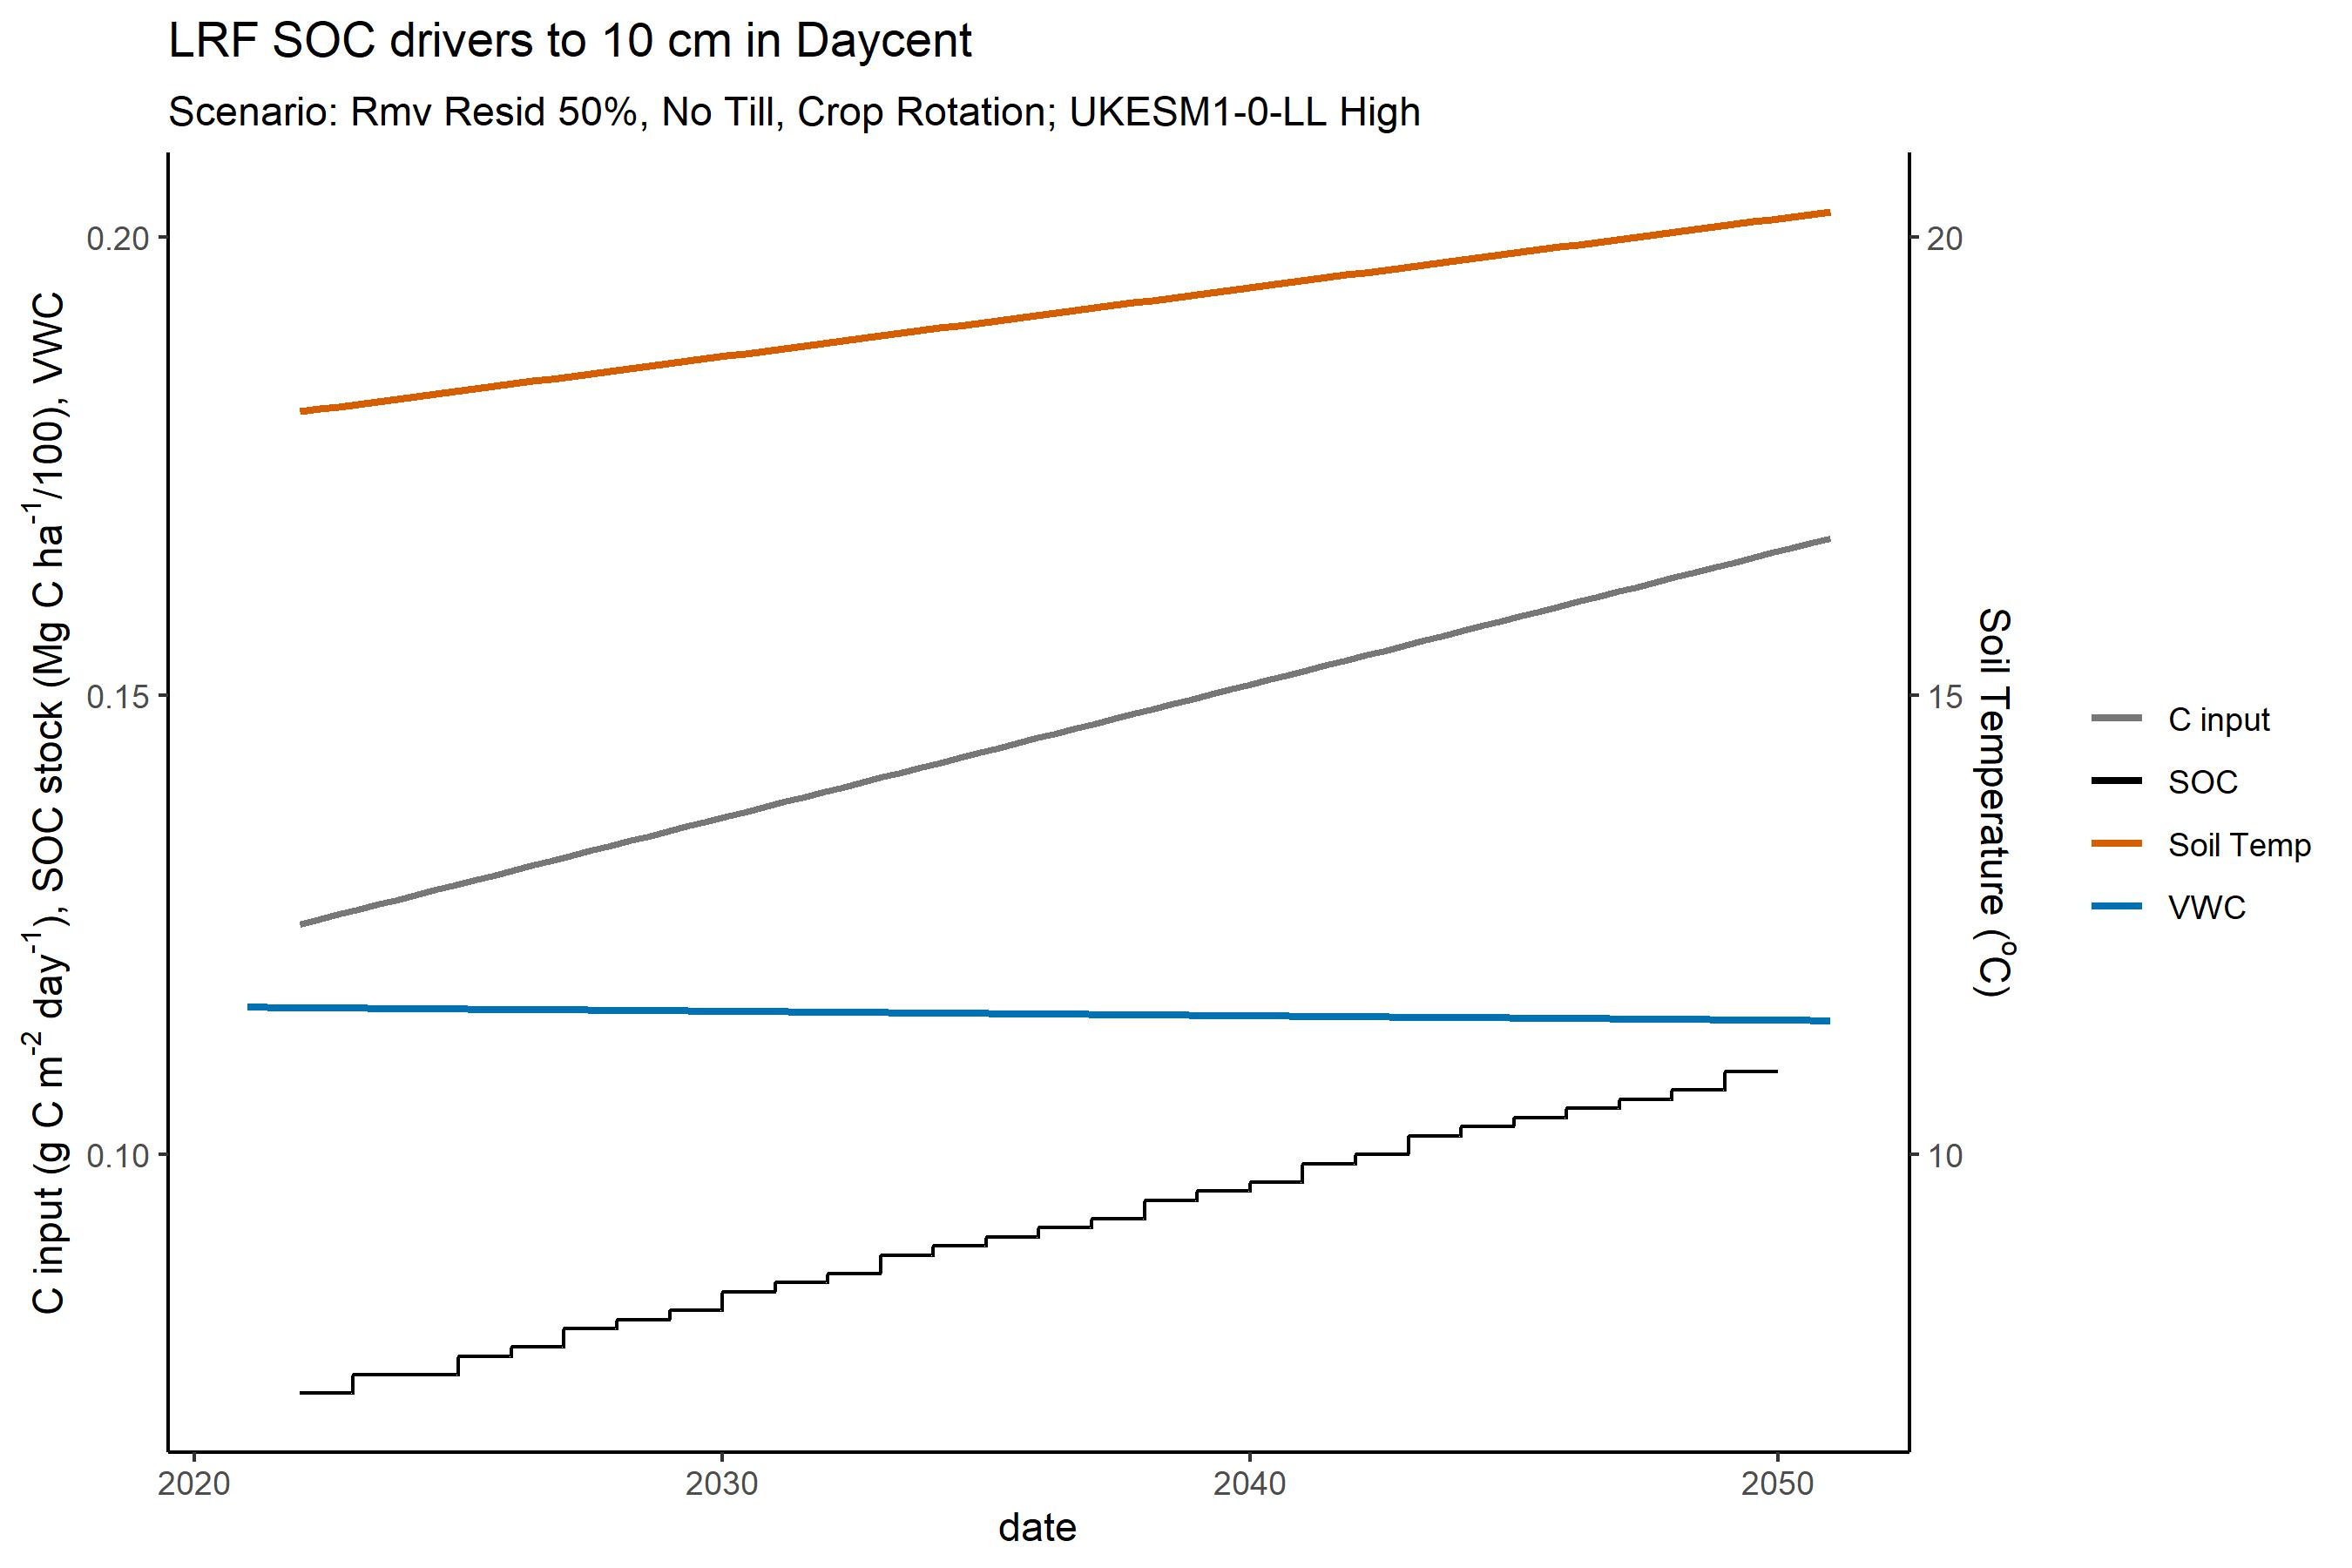 LRF SOC drivers to 10 cm in Daycent
Scenario: Rmv Resid 50%, No Till, Crop Rotation; UKESM1-0-LL High
C input (g C m⁻² day⁻¹), SOC stock (Mg C ha⁻¹/100), VWC
0.20
0.15
0.10
20
15
10
Soil Temperature (°C)
C input
SOC
Soil Temp
VWC
2020
2030
2040
2050
date